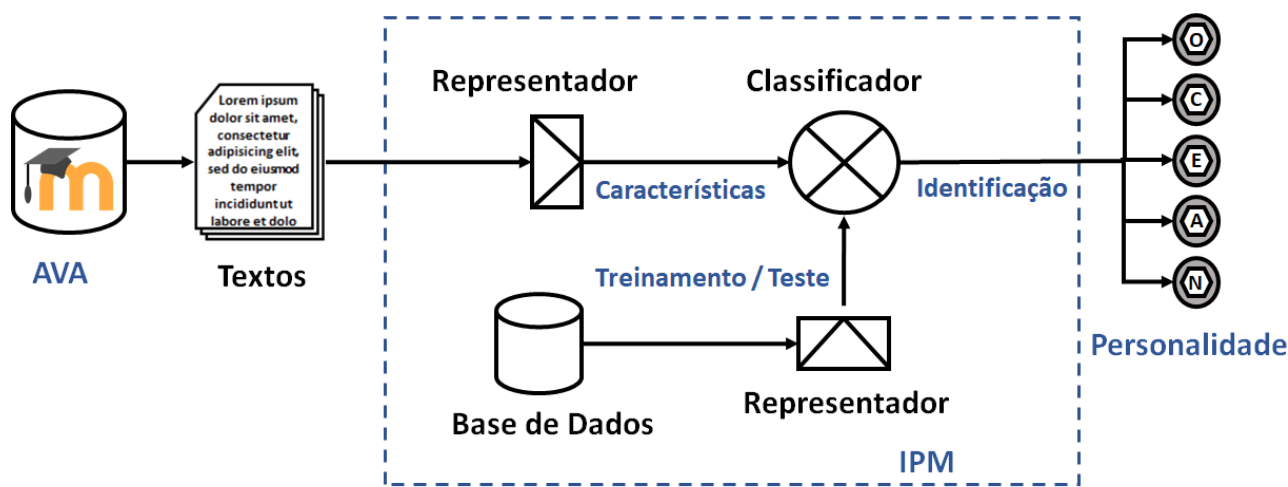 AVA
Lorem ipsum
dolor sit amet,
consectetur
adipisicing elit,
sed do eiusmod
tempor
incididunt ut
labore et dolo
Textos
Representador
Características
Classificador
Identificação
Treinamento / Teste
Base de Dados
Representador
IPM
O
C
E
A
N
Personalidade
m